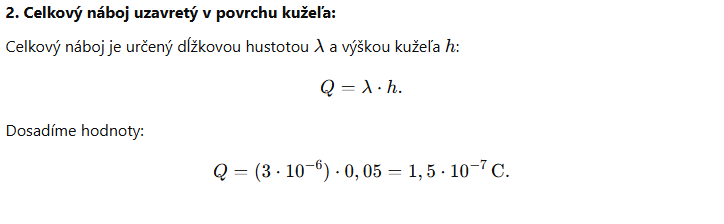 2. Celkový náboj uzavretý v povrchu kužeľa:
Celkový náboj je určený dĺžkovou hustotou λ a výškou kužeľa h:
Q = λ · h.
Dosadíme hodnoty:
Q = (3 · 10⁻⁶) · 0, 05 = 1, 5 · 10⁻⁷ C.